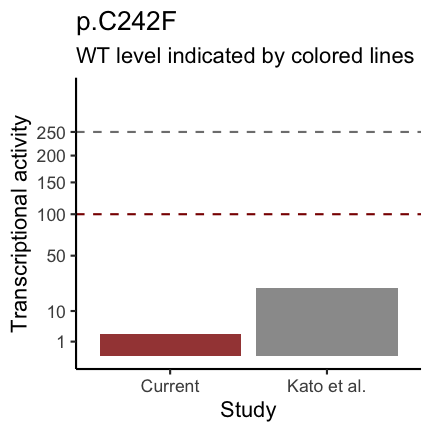 p.C242F
WT level indicated by colored lines
Transcriptional activity
250
200
150
100
50
10
1
Current
Kato et al.
Study